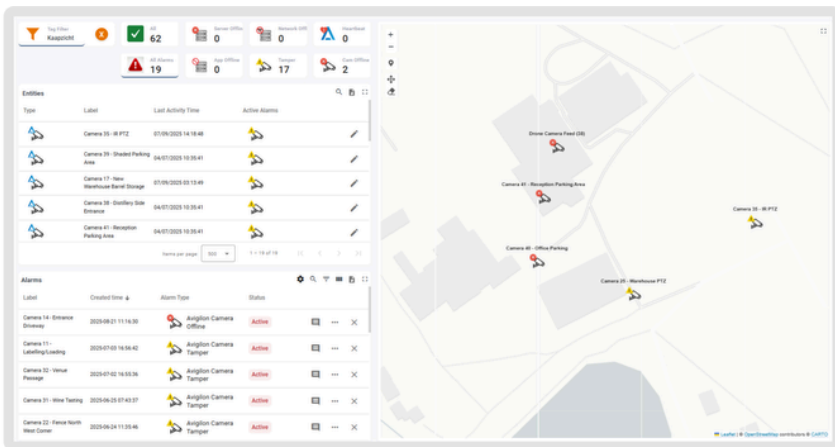 Tag Filter
Kaapzicht
All
62
Server Offline
0
Network Off
0
Heartbeat
0
All Alarms
19
App Offline
0
Tamper
17
Cam Offline
2
Entities
Type Label Last Activity Time Active Alarms
Camera 35 - IR PTZ 07/09/2025 14:18:48
Camera 39 - Shaded Parking
Area
04/07/2025 10:35:41
Camera 17 - New
Warehouse Barrel Storage
07/09/2025 03:13:49
Camera 38 - Distillery Side
Entrance
04/07/2025 10:35:41
Camera 41 - Reception
Parking Area
04/07/2025 10:35:41
Items per page: 1 – 18 of 18
Alarms
Label Created time ↓ Alarm Type Status
Camera 14 - Entrance
Driveway
2025-08-21 11:16:30
Avigilon Camera
Offline
Active
Camera 11 -
Labelling/Loading
2025-07-03 16:56:42
Avigilon Camera
Tamper
Active
Camera 32 - Venue
Passage
2025-07-02 16:55:36
Avigilon Camera
Tamper
Active
Camera 31 - Wine Tasting
2025-06-25 07:43:37
Avigilon Camera
Tamper
Active
Camera 22 - Fence North
West Corner
2025-06-24 11:35:46
Avigilon Camera
Tamper
Active
+
−
Drone Camera Feed (38)
Camera 41 - Reception Parking Area
Camera 35 - IR PTZ
Camera 40 - Office Parking
Camera 25 - Warehouse PTZ
Leaflet | © OpenStreetMap contributors © CARTO